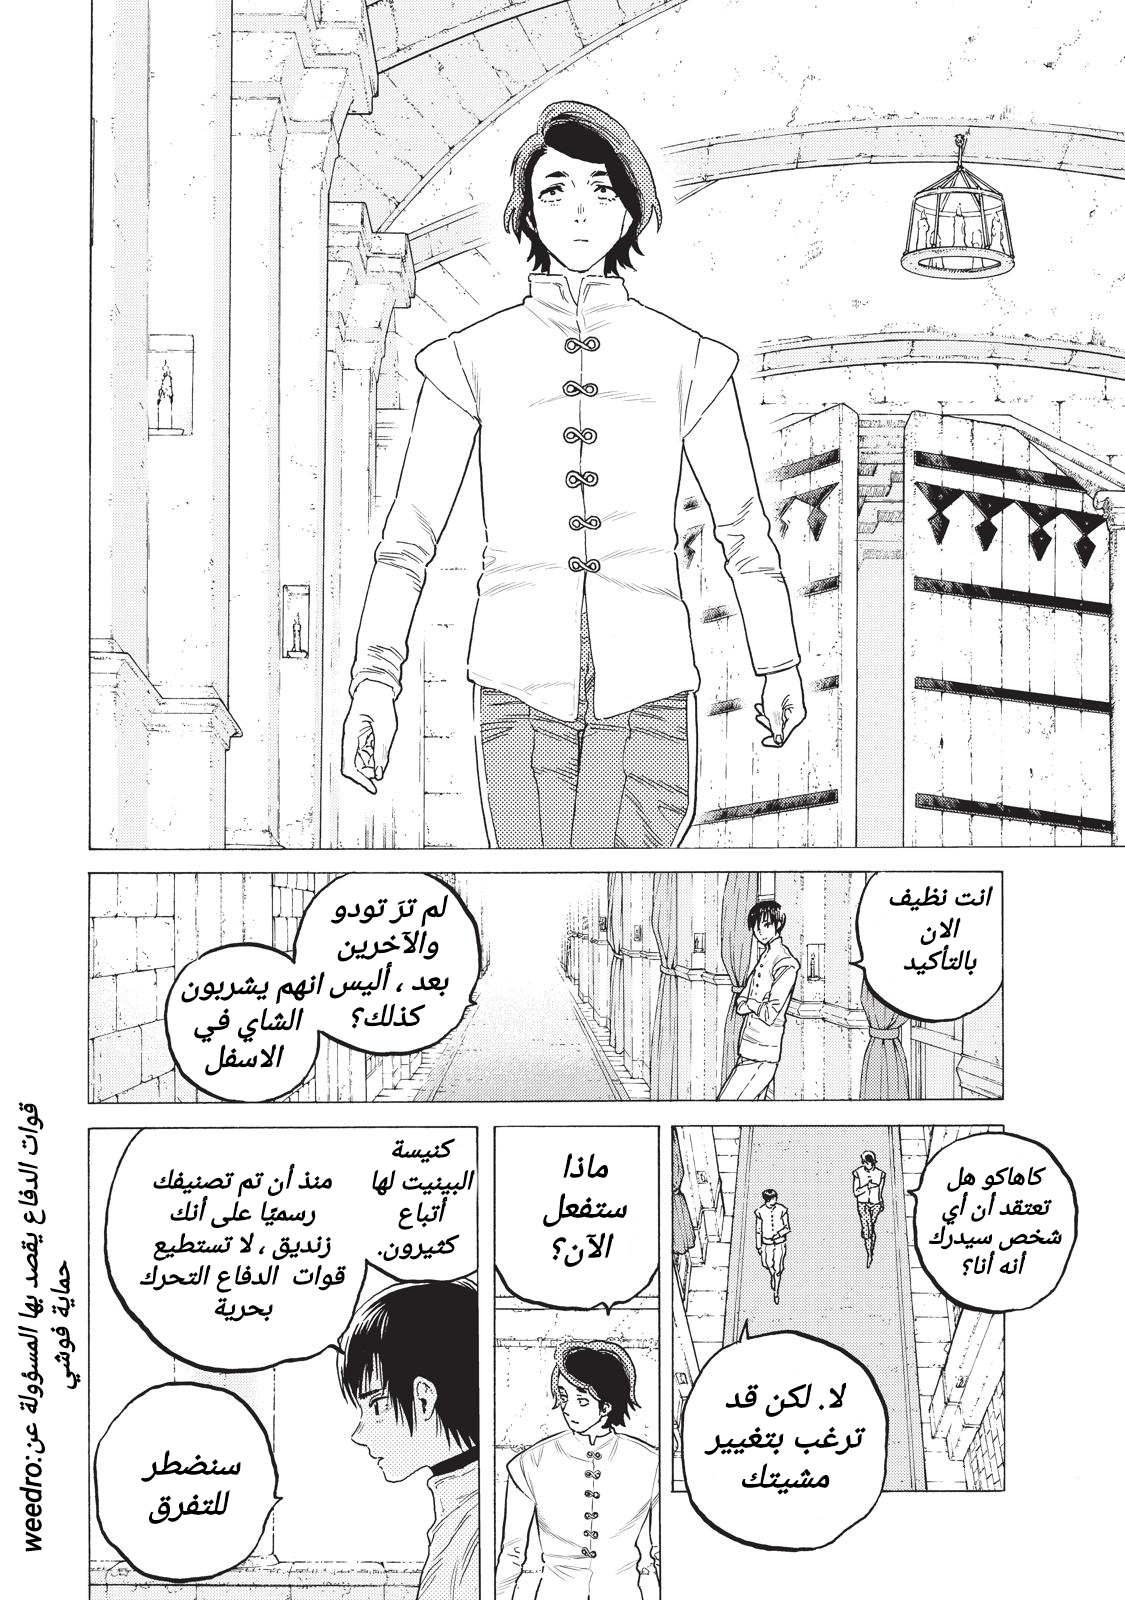 انت نظيف
الان
بالتأكيد
لم ترَ تودو
والآخرين
بعد ، أليس
كذلك؟
انهم يشربون
الشاي في
الاسفل
كاهاكو هل
تعتقد أن أي
شخص سيدرك
أنه أنا؟
لا. لكن قد
ترغب بتغيير
مشيتك
ماذا
ستفعل
الآن؟
كنيسة
البينيت لها
أتباع
كثيرون.
منذ أن تم تصنيفك
رسميًا على أنك
زنديق ، لا تستطيع
قوات الدفاع التحرك
بحرية
سنضطر
للتفرق
weedro:قوات الدفاع يقصد بها المسؤولة عن
حماية فوشي